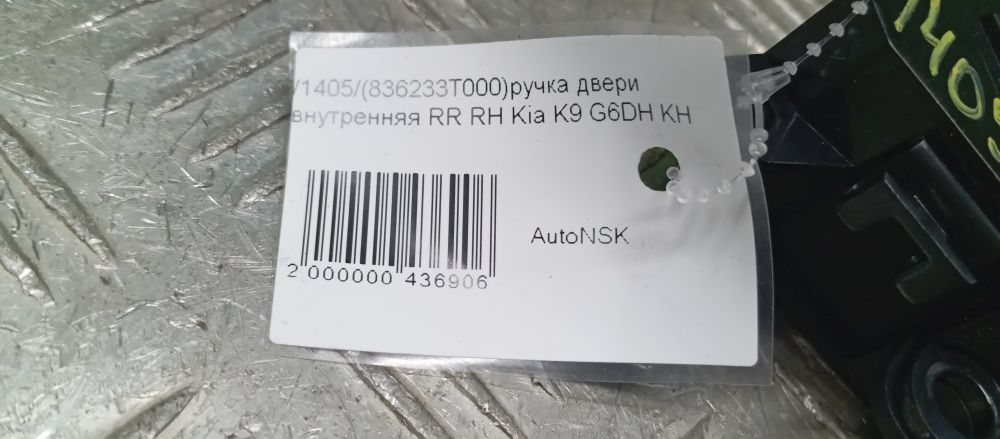 /1405/(836233T000)ручка двери
внутренняя RR RH Kia K9 G6DH KH
AutoNSK
2 000000 436906